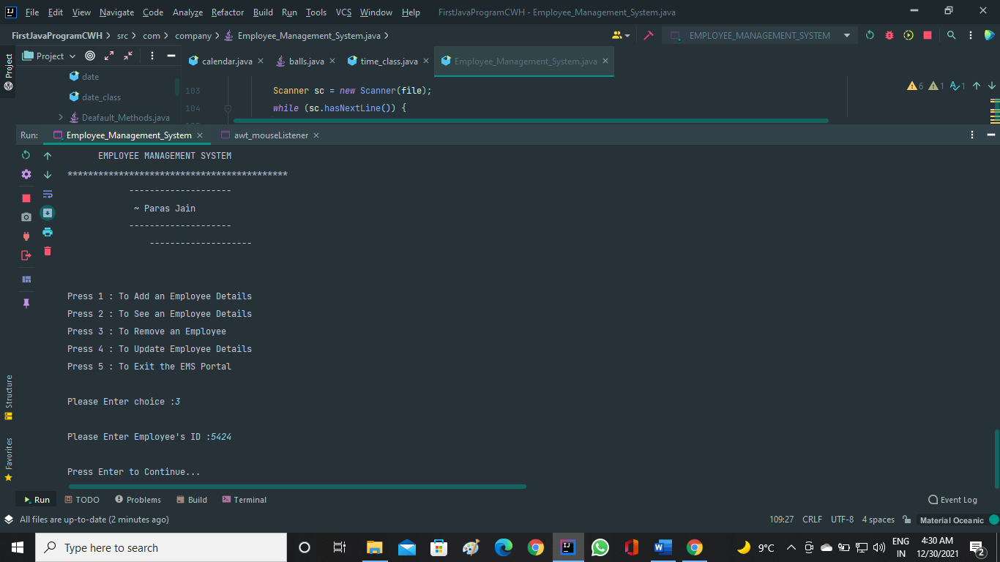 File Edit View Navigate Code Analyze Refactor Build Run Tools VCS Window Help FirstJavaProgramCWH - Employee_Management_System.java
FirstJavaProgramCWH src com company Employee_Management_System.java EMPLOYEE_MANAGEMENT_SYSTEM
Project
Project
calendar.java balls.java time_class.java Employee_Management_System.java
date
date_class
Deafault_Methods.java
103 Scanner sc = new Scanner(file);
104 while (sc.hasNextLine()) {
6 1 1
Run: Employee_Management_System awt_mouseListener
EMPLOYEE MANAGEMENT SYSTEM
*******************************************
--------------------
~ Paras Jain
--------------------
--------------------
Press 1 : To Add an Employee Details
Press 2 : To See an Employee Details
Press 3 : To Remove an Employee
Press 4 : To Update Employee Details
Press 5 : To Exit the EMS Portal
Please Enter choice :3
Please Enter Employee's ID :5424
Press Enter to Continue...
Structure
Favorites
Run TODO Problems Build Terminal Event Log
All files are up-to-date (2 minutes ago) 109:27 CRLF UTF-8 4 spaces Material Oceanic
Type here to search
9°C
ENG
IN
4:30 AM
12/30/2021
2